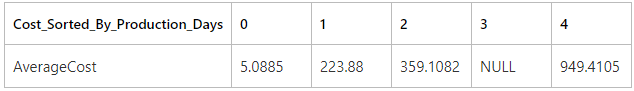 Cost_Sorted_By_Production_Days 0 1 2 3 4
AverageCost 5.0885 223.88 359.1082 NULL 949.4105